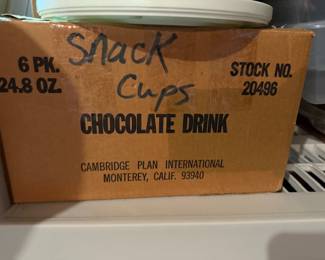 Snack
Cups
6 PK.
24.8 OZ.
STOCK NO.
20496
CHOCOLATE DRINK
CAMBRIDGE PLAN INTERNATIONAL
MONTEREY, CALIF. 93940